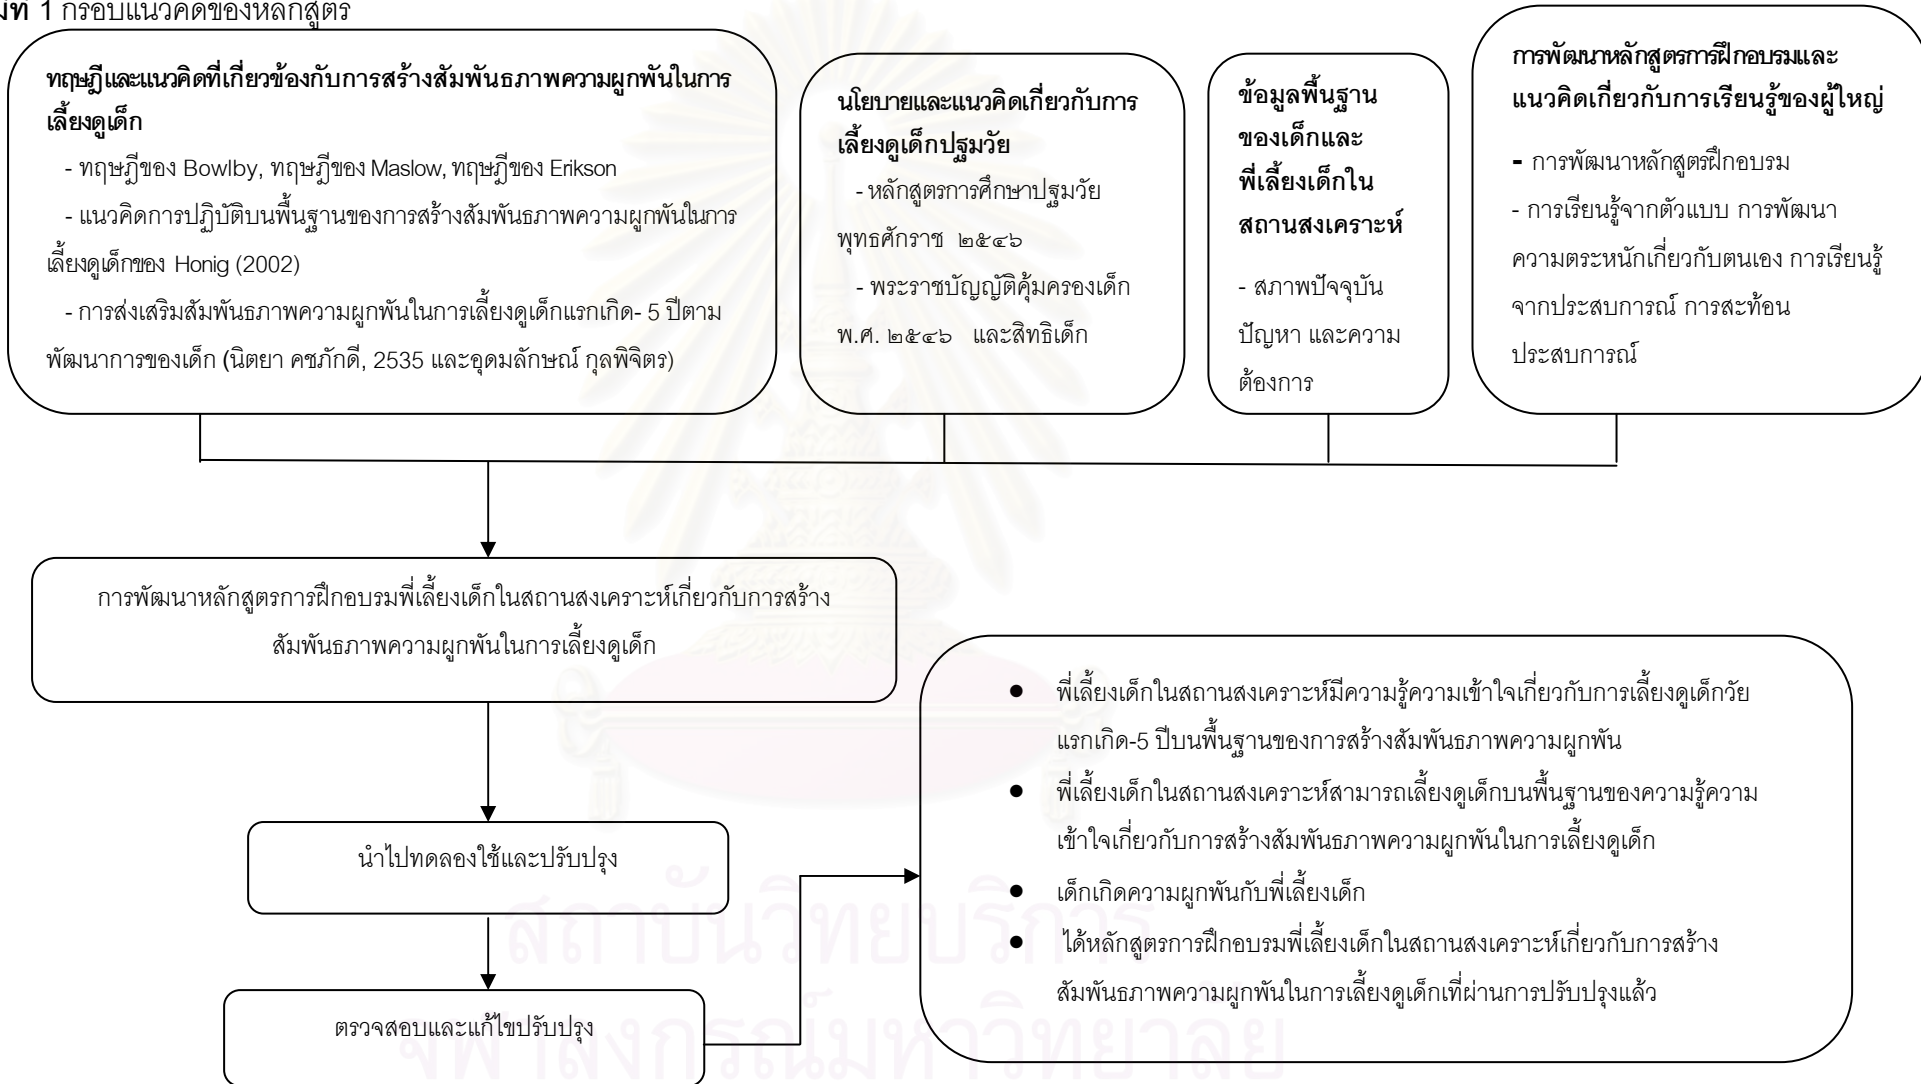 ที่ 1 กรอบแนวคิดของหลักสูตร
ทฤษฎีและแนวคิดที่เกี่ยวข้องกับการสร้างสัมพันธภาพความผูกพันในการ
เลี้ยงดูเด็ก
- ทฤษฎีของ Bowlby, ทฤษฎีของ Maslow, ทฤษฎีของ Erikson
- แนวคิดการปฏิบัติบนพื้นฐานของการสร้างสัมพันธภาพความผูกพันในการ
เลี้ยงดูเด็กของ Honig (2002)
- การส่งเสริมสัมพันธภาพความผูกพันในการเลี้ยงดูเด็กแรกเกิด- 5 ปีตาม
พัฒนาการของเด็ก (นิตยา คชภักดี, 2535 และอุดมลักษณ์ กุลพิจิตร)
นโยบายและแนวคิดเกี่ยวกับการ
เลี้ยงดูเด็กปฐมวัย
- หลักสูตรการศึกษาปฐมวัย
พุทธศักราช ๒๕๔๖
- พระราชบัญญัติคุ้มครองเด็ก
พ.ศ. ๒๕๔๖ และสิทธิเด็ก
ข้อมูลพื้นฐาน
ของเด็กและ
พี่เลี้ยงเด็กใน
สถานสงเคราะห์
- สภาพปัจจุบัน
ปัญหา และความ
ต้องการ
การพัฒนาหลักสูตรการฝึกอบรมและ
แนวคิดเกี่ยวกับการเรียนรู้ของผู้ใหญ่
- การพัฒนาหลักสูตรฝึกอบรม
- การเรียนรู้จากตัวแบบ การพัฒนา
ความตระหนักเกี่ยวกับตนเอง การเรียนรู้
จากประสบการณ์ การสะท้อน
ประสบการณ์
การพัฒนาหลักสูตรการฝึกอบรมพี่เลี้ยงเด็กในสถานสงเคราะห์เกี่ยวกับการสร้าง
สัมพันธภาพความผูกพันในการเลี้ยงดูเด็ก
นำไปทดลองใช้และปรับปรุง
ตรวจสอบและแก้ไขปรับปรุง
● พี่เลี้ยงเด็กในสถานสงเคราะห์มีความรู้ความเข้าใจเกี่ยวกับการเลี้ยงดูเด็กวัย
แรกเกิด-5 ปีบนพื้นฐานของการสร้างสัมพันธภาพความผูกพัน
● พี่เลี้ยงเด็กในสถานสงเคราะห์สามารถเลี้ยงดูเด็กบนพื้นฐานของความรู้ความ
เข้าใจเกี่ยวกับการสร้างสัมพันธภาพความผูกพันในการเลี้ยงดูเด็ก
● เด็กเกิดความผูกพันกับพี่เลี้ยงเด็ก
● ได้หลักสูตรการฝึกอบรมพี่เลี้ยงเด็กในสถานสงเคราะห์เกี่ยวกับการสร้าง
สัมพันธภาพความผูกพันในการเลี้ยงดูเด็กเที่ผ่านการปรับปรุงแล้ว
สถาบันวิทยบริการ
จุฬาลงกรณ์มหาวิทยาลัย